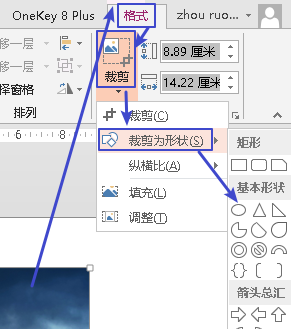 OneKey 8 Plus
格式
zhou ruo...
移一层
移一层
择窗格
排列
裁剪
8.89 厘米
14.22 厘米
裁剪(C)
裁剪为形状(S)
纵横比(A)
填充(L)
调整(T)
矩形
基本形状
箭头总汇
6
8